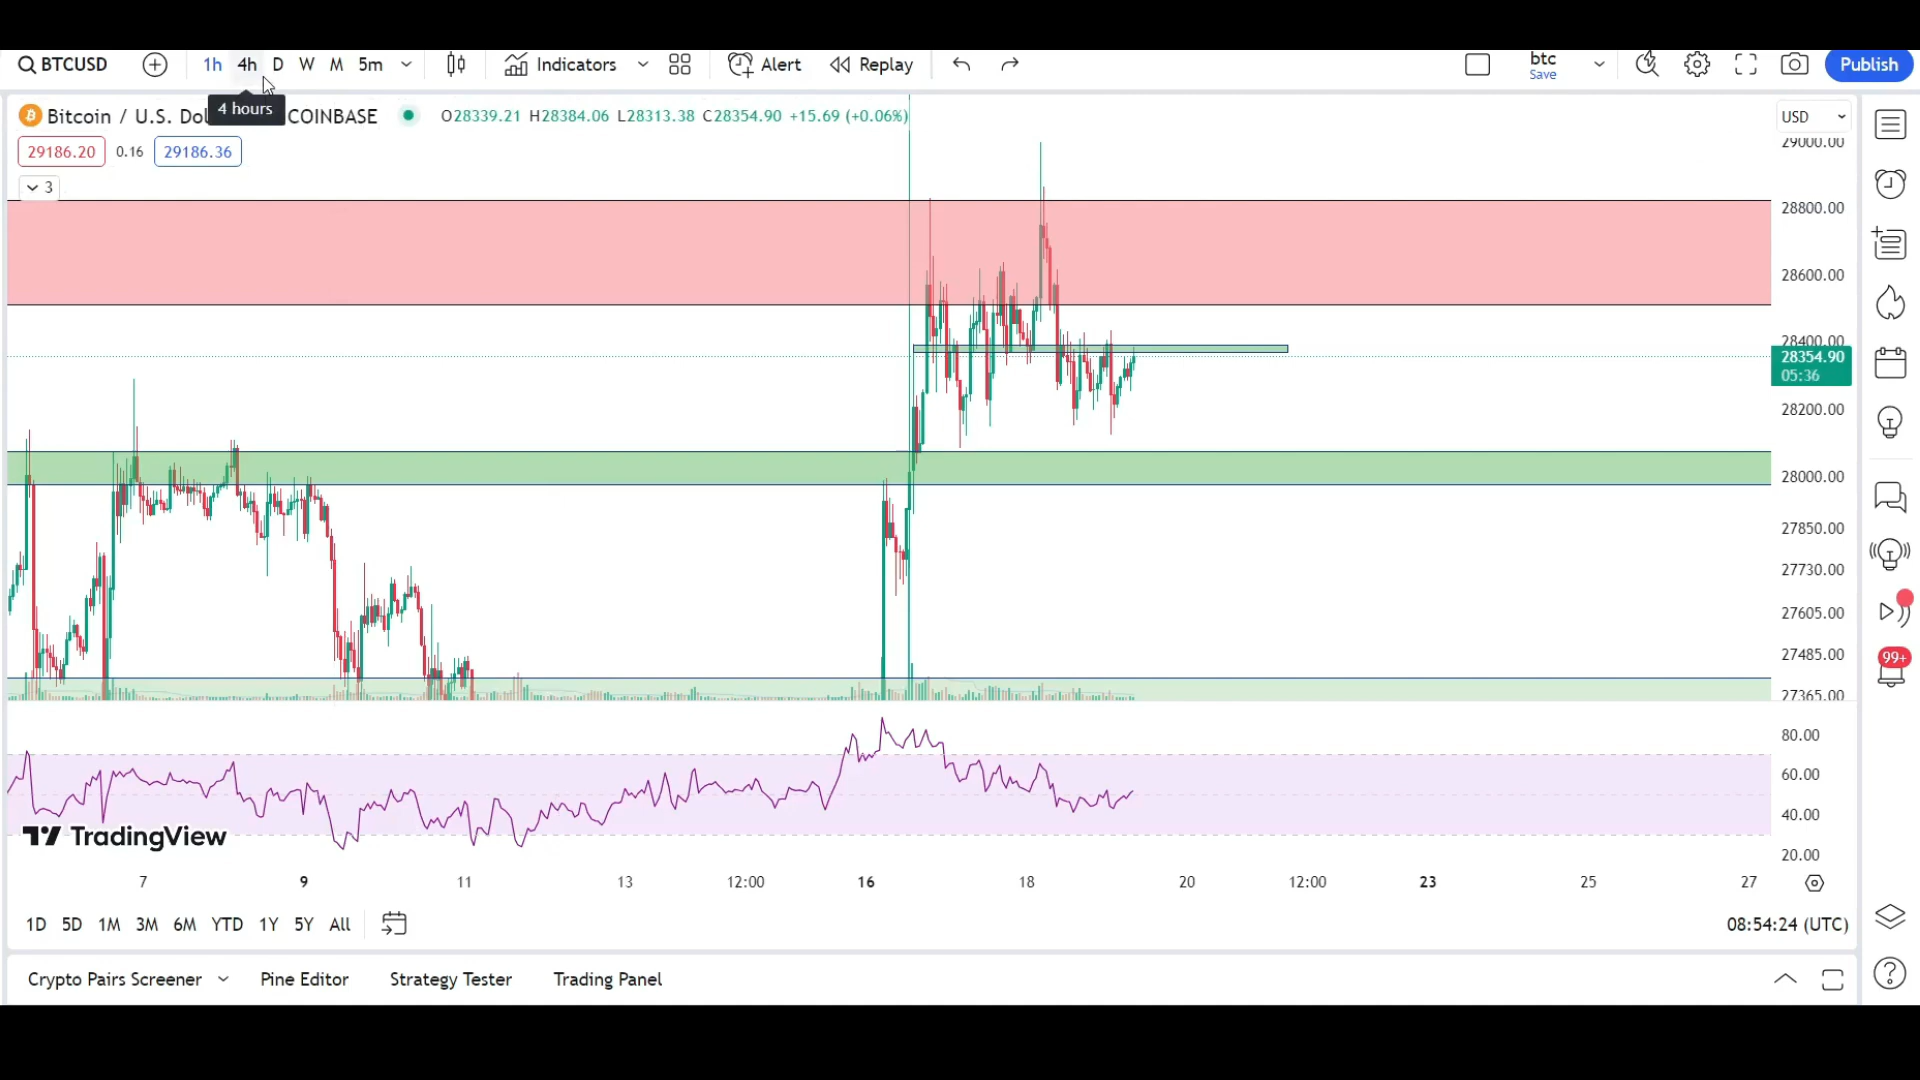 BTCUSD 1h 4h D W M 5m Indicators Alert Replay btc Save Publish
4 hours
Bitcoin / U.S. Dol COINBASE O28339.21 H28384.06 L28313.38 C28354.90 +15.69 (+0.06%) USD
29186.20 0.16 29186.36
29000.00
3
28800.00
28600.00
28400.00
28354.90
05:36
28200.00
28000.00
27850.00
27730.00
27605.00
27485.00
99+
27365.00
80.00
60.00
40.00
TradingView
20.00
7 9 11 13 12:00 16 18 20 12:00 23 25 27
1D 5D 1M 3M 6M YTD 1Y 5Y All 08:54:24 (UTC)
Crypto Pairs Screener Pine Editor Strategy Tester Trading Panel